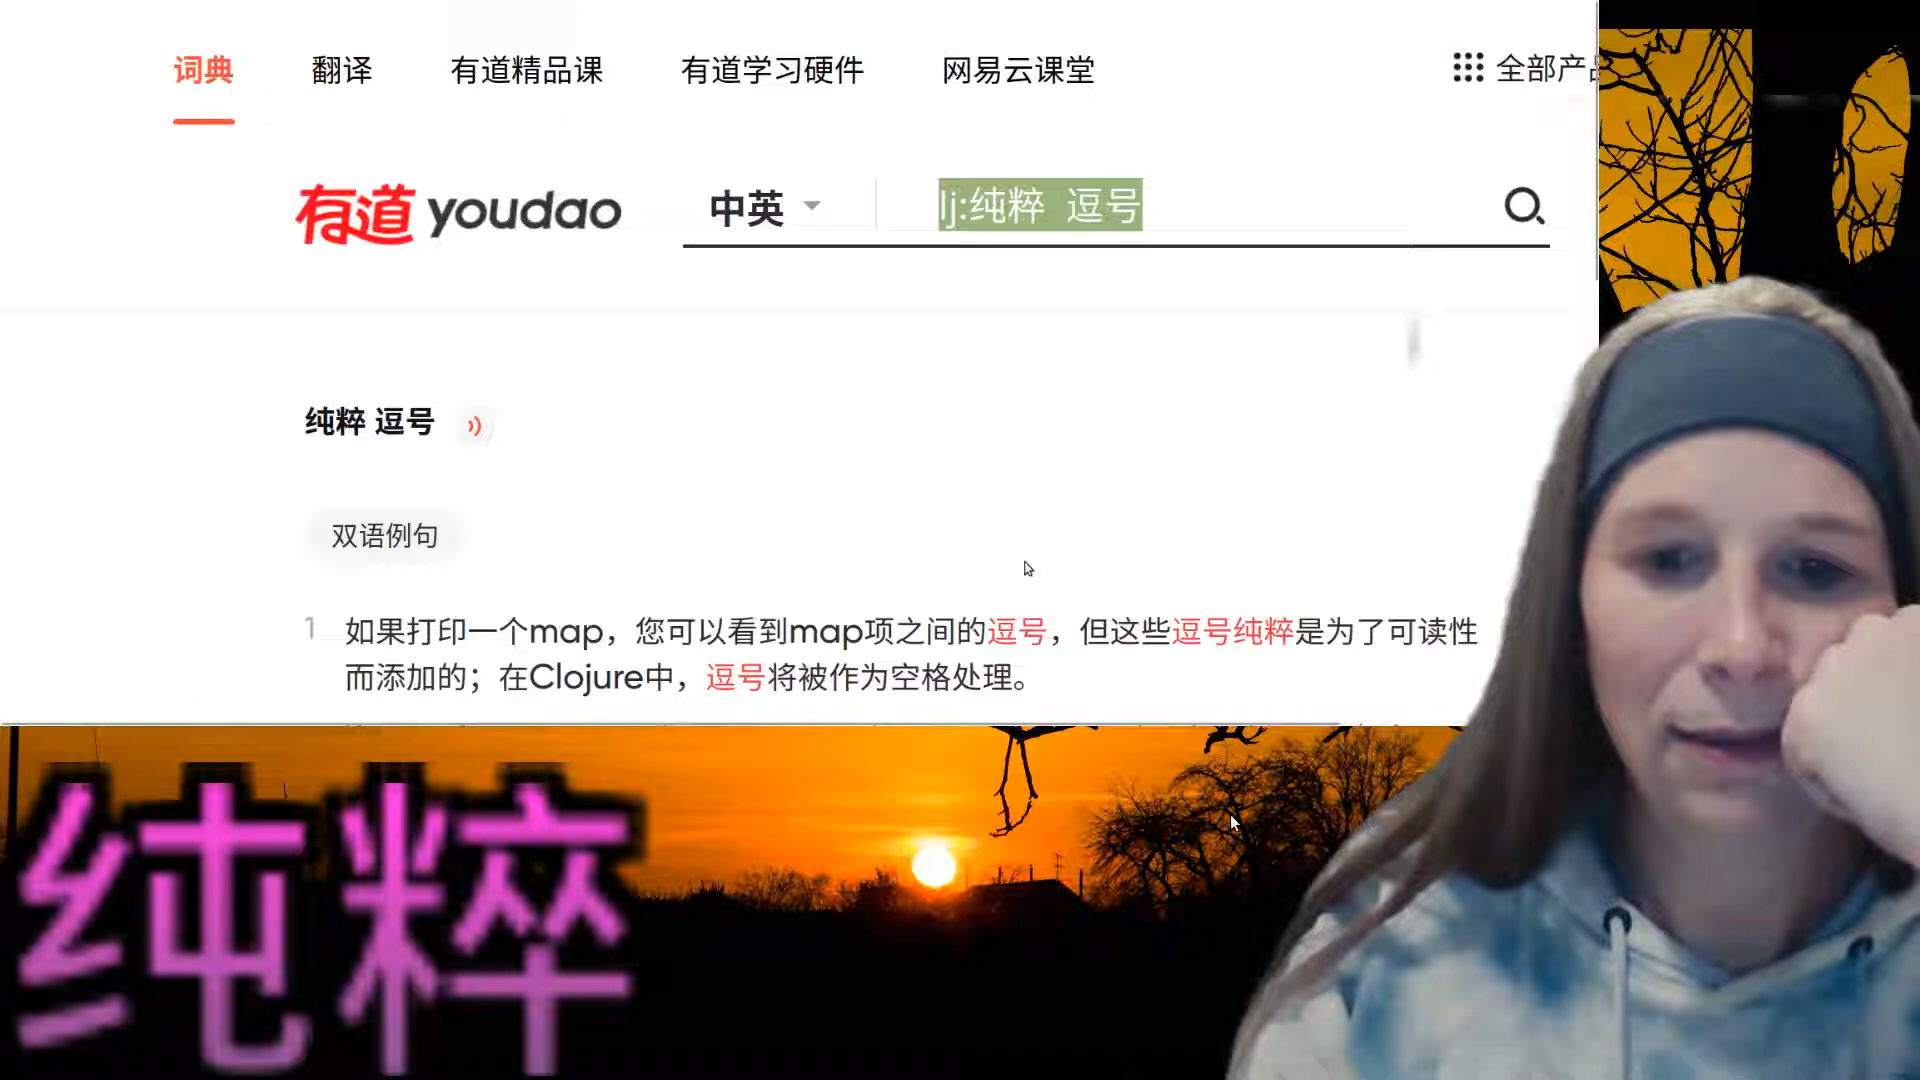 词典 翻译 有道精品课 有道学习硬件 网易云课堂 全部产品
有道 youdao 中英 lj:纯粹 逗号
纯粹 逗号
双语例句
1 如果打印一个map，您可以看到map项之间的逗号，但这些逗号纯粹是为了可读性
而添加的；在Clojure中，逗号将被作为空格处理。
纯粹